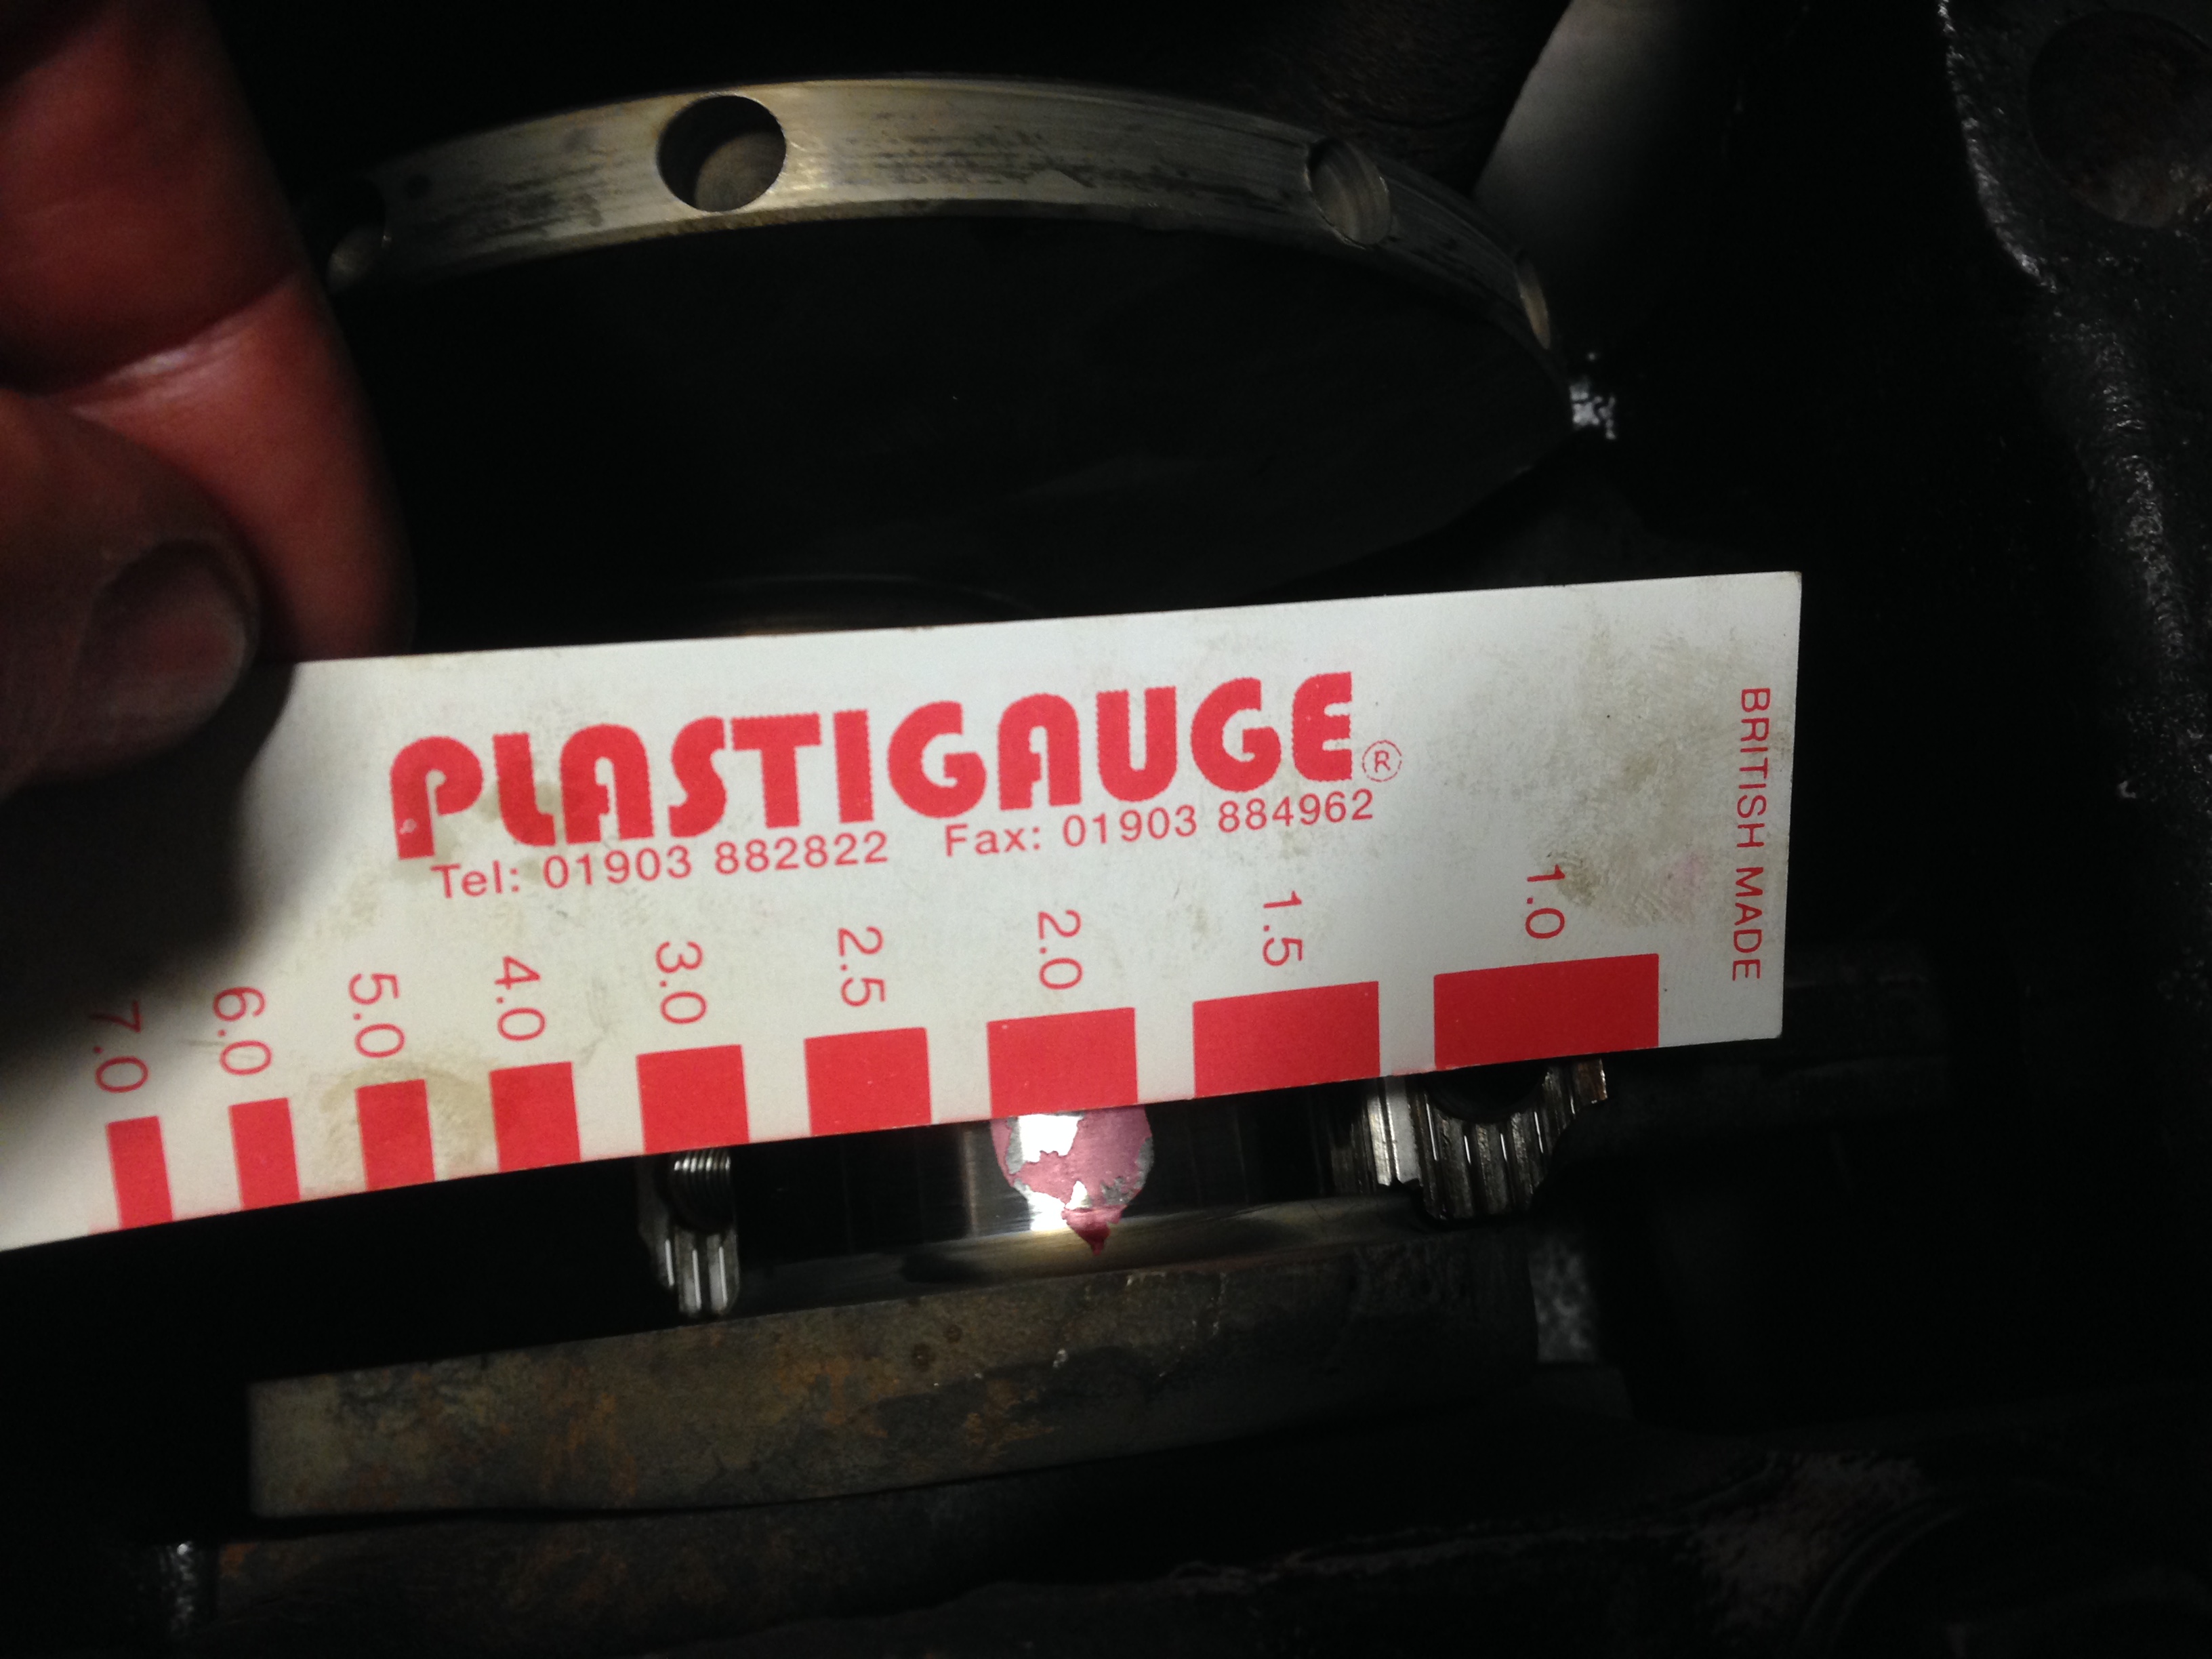 PLASTIGAUGE®
Tel: 01903 882822 Fax: 01903 884962
7.0 6.0 5.0 4.0 3.0 2.5 2.0 1.5 1.0
BRITISH MADE